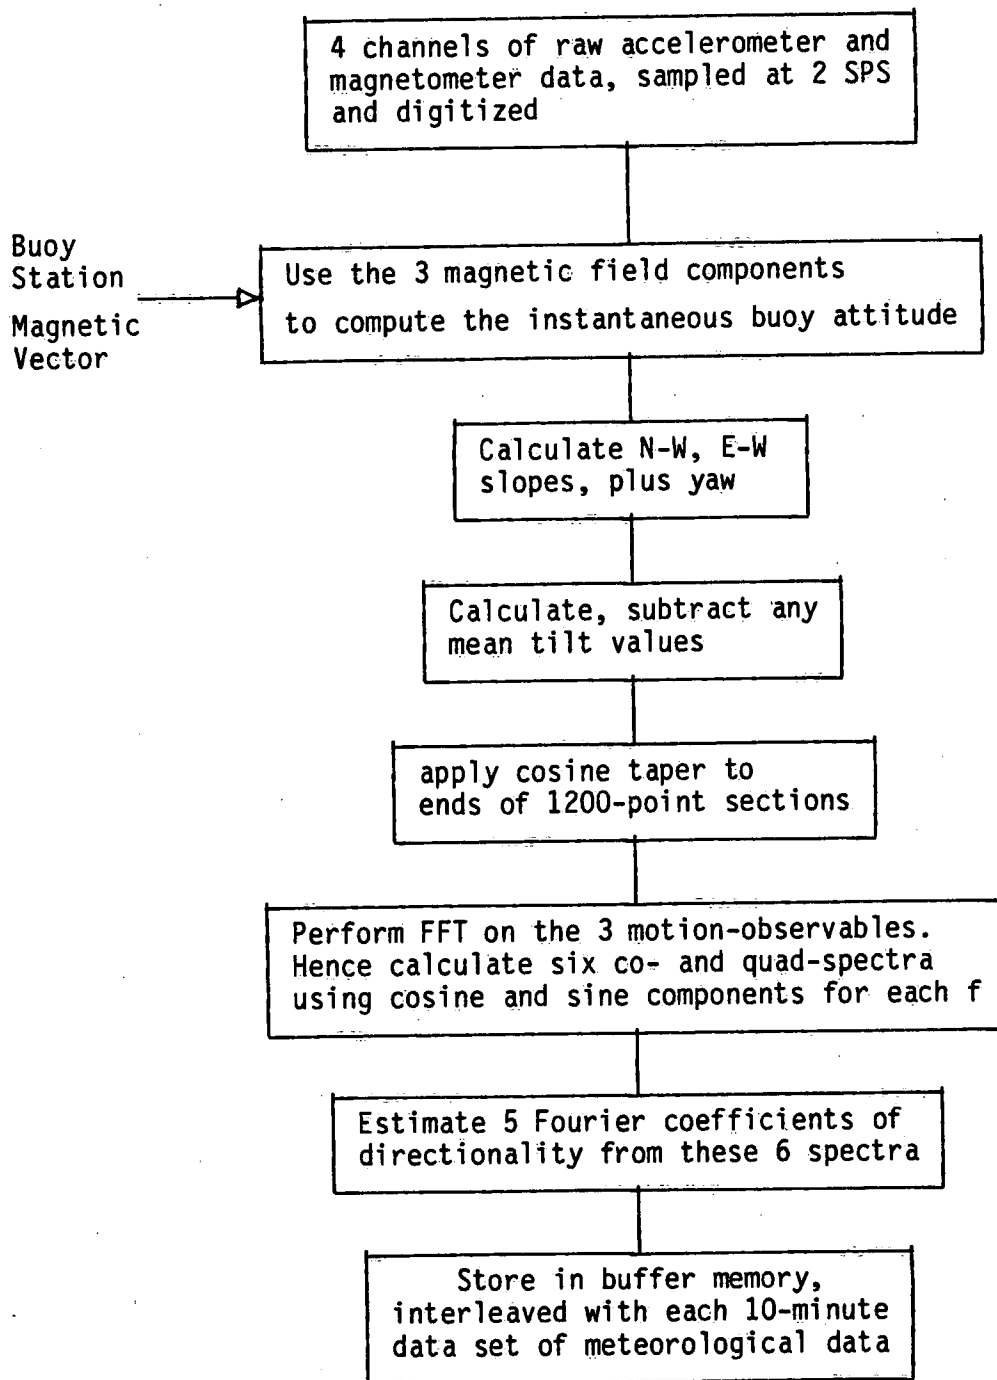 4 channels of raw accelerometer and
magnetometer data, sampled at 2 SPS
and digitized
Buoy
Station
Magnetic
Vector
Use the 3 magnetic field components
to compute the instantaneous buoy attitude
Calculate N-W, E-W
slopes, plus yaw
Calculate, subtract any
mean tilt values
apply cosine taper to
ends of 1200-point sections
Perform FFT on the 3 motion-observables.
Hence calculate six co- and quad-spectra
using cosine and sine components for each f
Estimate 5 Fourier coefficients of
directionality from these 6 spectra
Store in buffer memory,
interleaved with each 10-minute
data set of meteorological data